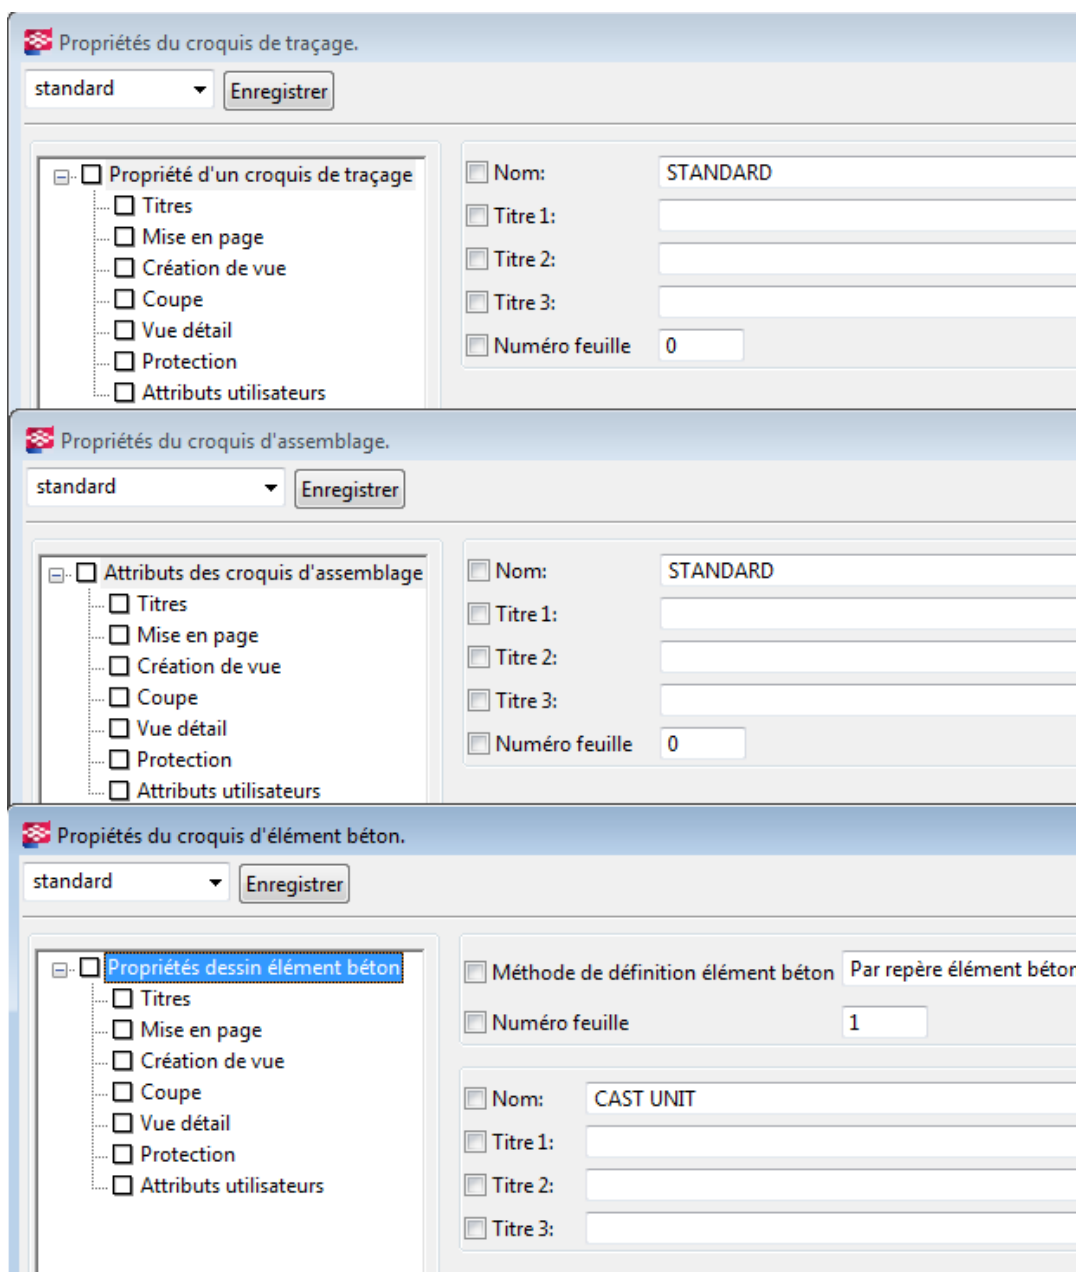 Propriétés du croquis de traçage.
standard Enregistrer
Propriété d'un croquis de traçage
Titres
Mise en page
Création de vue
Coupe
Vue détail
Protection
Attributs utilisateurs
Nom: STANDARD
Titre 1:
Titre 2:
Titre 3:
Numéro feuille 0
Propriétés du croquis d'assemblage.
standard Enregistrer
Attributs des croquis d'assemblage
Titres
Mise en page
Création de vue
Coupe
Vue détail
Protection
Attributs utilisateurs
Nom: STANDARD
Titre 1:
Titre 2:
Titre 3:
Numéro feuille 0
Propiétés du croquis d'élément béton.
standard Enregistrer
Propriétés dessin élément béton
Titres
Mise en page
Création de vue
Coupe
Vue détail
Protection
Attributs utilisateurs
Méthode de définition élément béton Par repère élément béton
Numéro feuille 1
Nom: CAST UNIT
Titre 1:
Titre 2:
Titre 3: